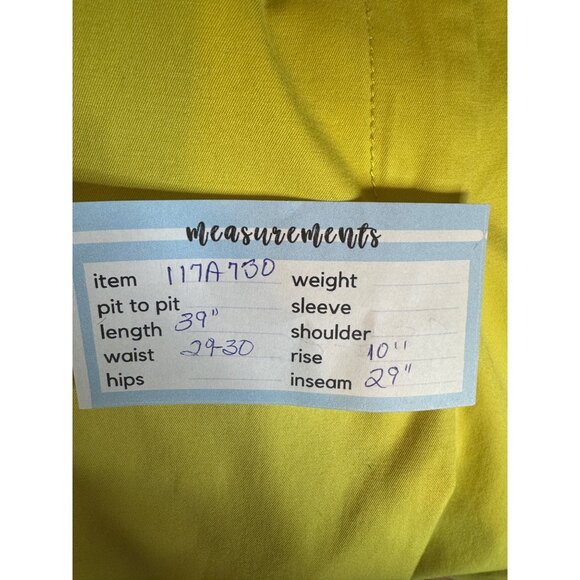 measurements
item 117A730 weight
pit to pit sleeve
length 39" shoulder
waist 29-30 rise 10"
hips inseam 29"